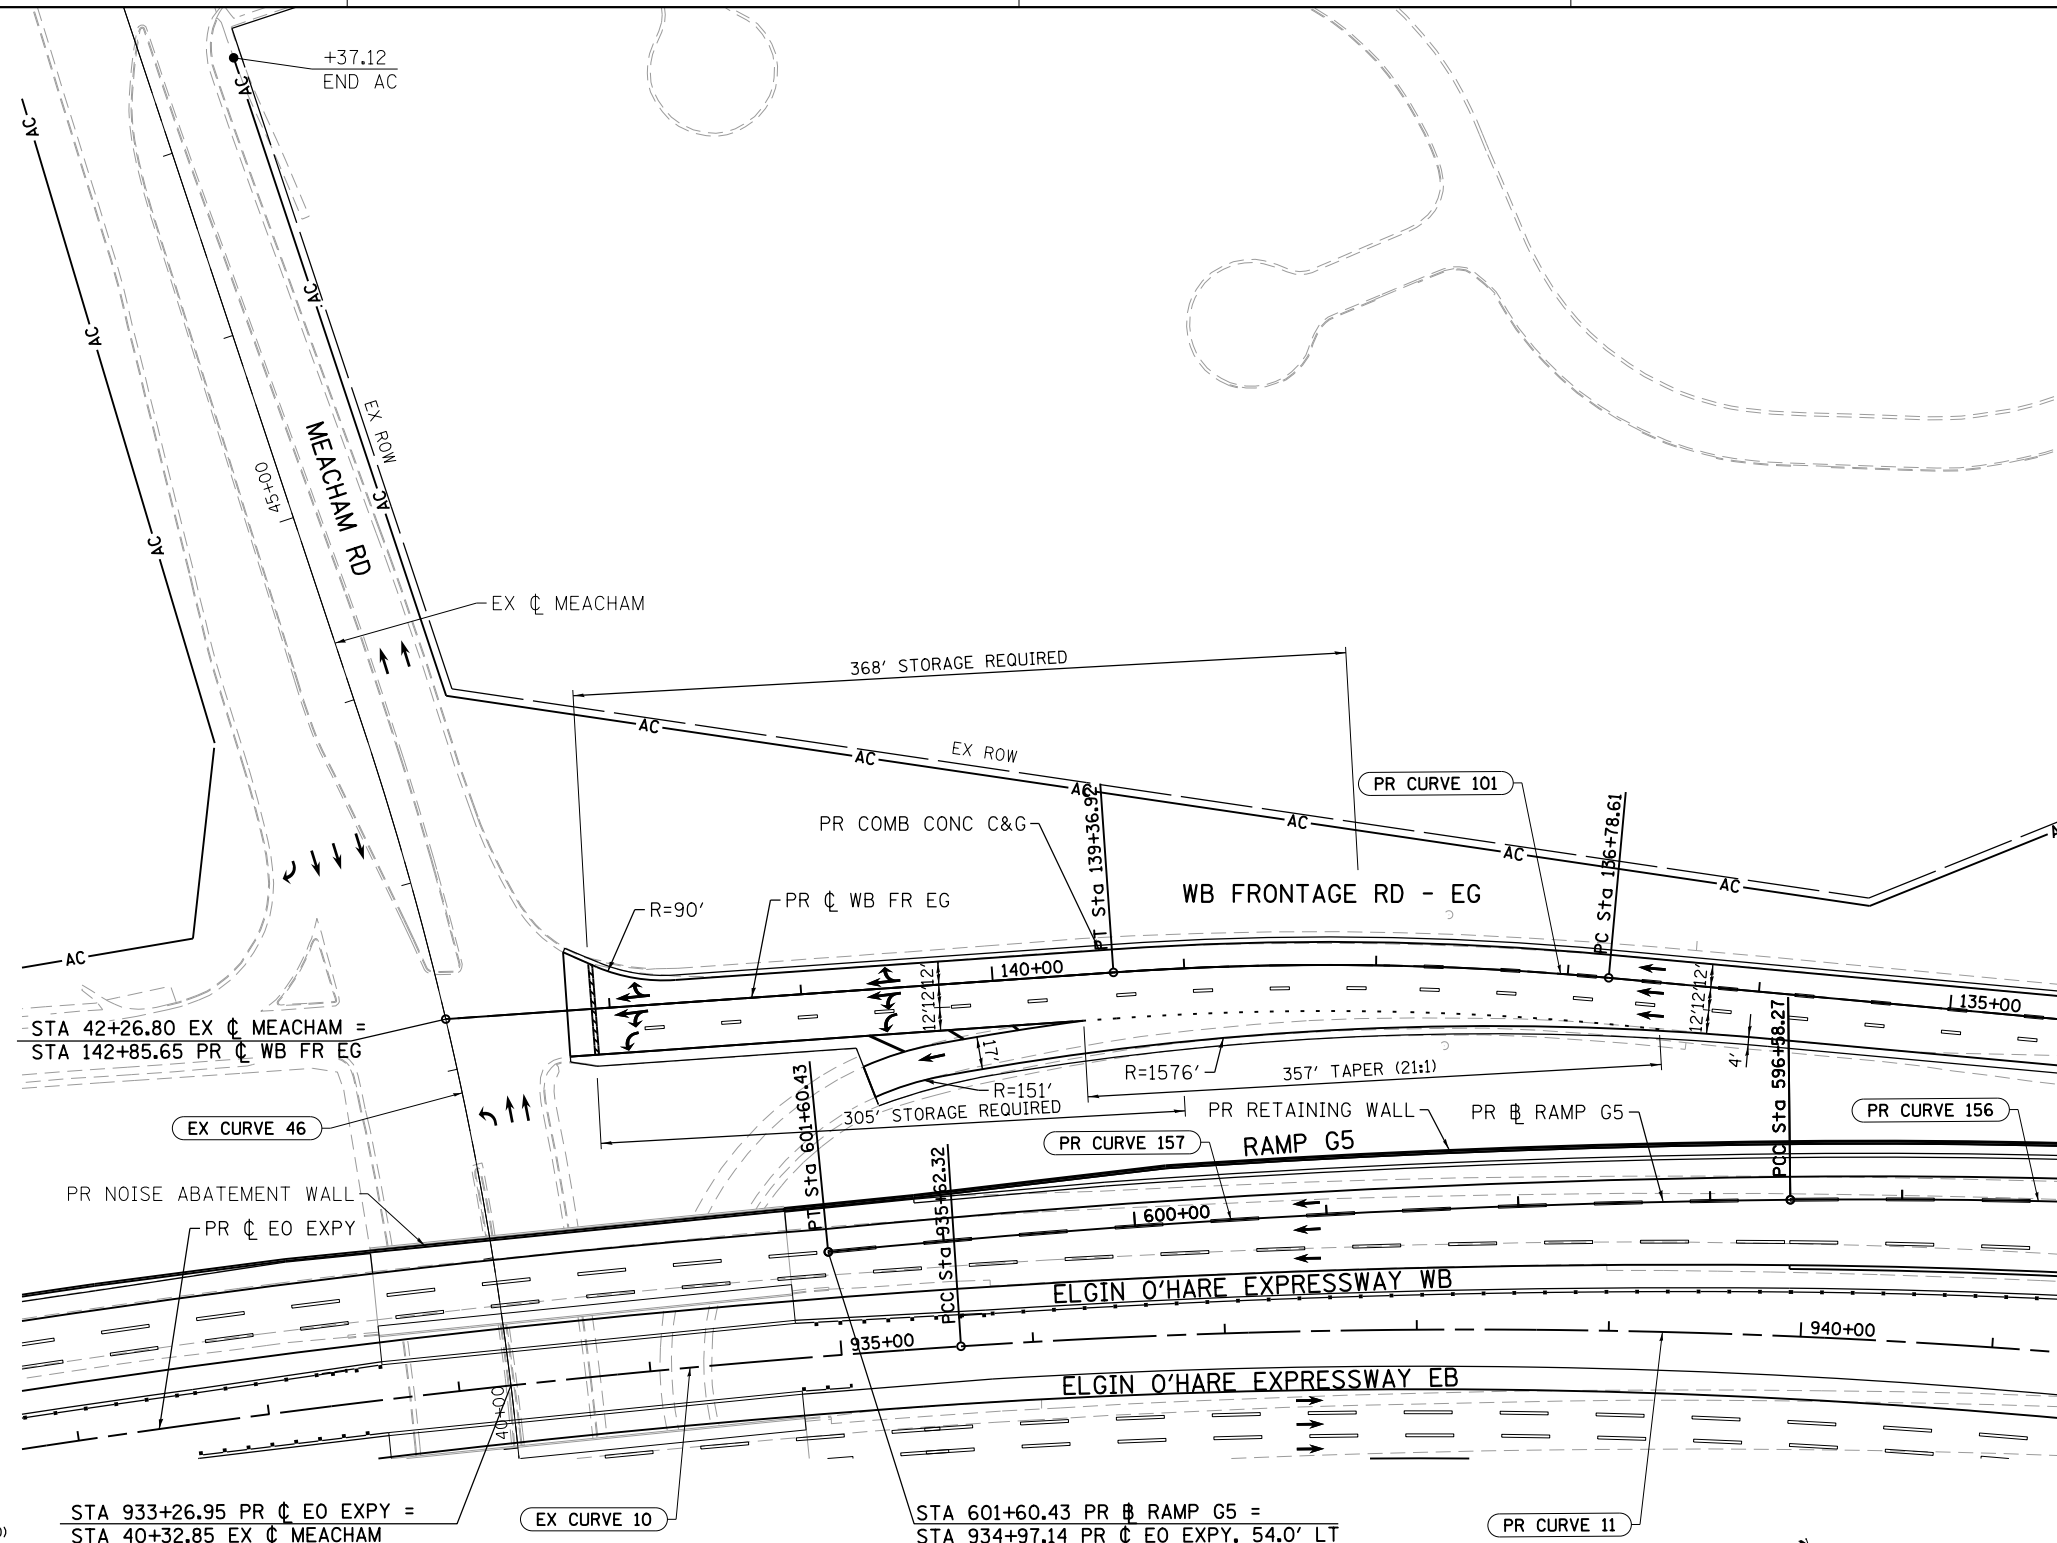 +37.12
END AC
AC
AC
AC
AC
AC
EX ROW
MEACHAM RD
45+00
AC
AC
EX ℄ MEACHAM
368' STORAGE REQUIRED
AC
AC
EX ROW
AC
PR CURVE 101
PT Sta 139+36.92
PC Sta 136+78.61
PR COMB CONC C&G
AC
AC
AC
WB FRONTAGE RD - EG
PR ℄ WB FR EG
R=90'
AC
140+00
12'12'12'
12'12'12'
135+00
STA 42+26.80 EX ℄ MEACHAM =
STA 142+85.65 PR ℄ WB FR EG
17'
4'
R=1576'
357' TAPER (21:1)
R=151'
305' STORAGE REQUIRED
PT Sta 601+60.43
PCC Sta 596+58.27
EX CURVE 46
PR CURVE 157
PR RETAINING WALL
PR B RAMP G5
PR CURVE 156
RAMP G5
PCC Sta 935+62.32
PR NOISE ABATEMENT WALL
PR ℄ EO EXPY
600+00
ELGIN O'HARE EXPRESSWAY WB
935+00
940+00
ELGIN O'HARE EXPRESSWAY EB
40+00
STA 933+26.95 PR ℄ EO EXPY =
STA 40+32.85 EX ℄ MEACHAM
EX CURVE 10
STA 601+60.43 PR B RAMP G5 =
STA 934+97.14 PR ℄ EO EXPY, 54.0' LT
PR CURVE 11